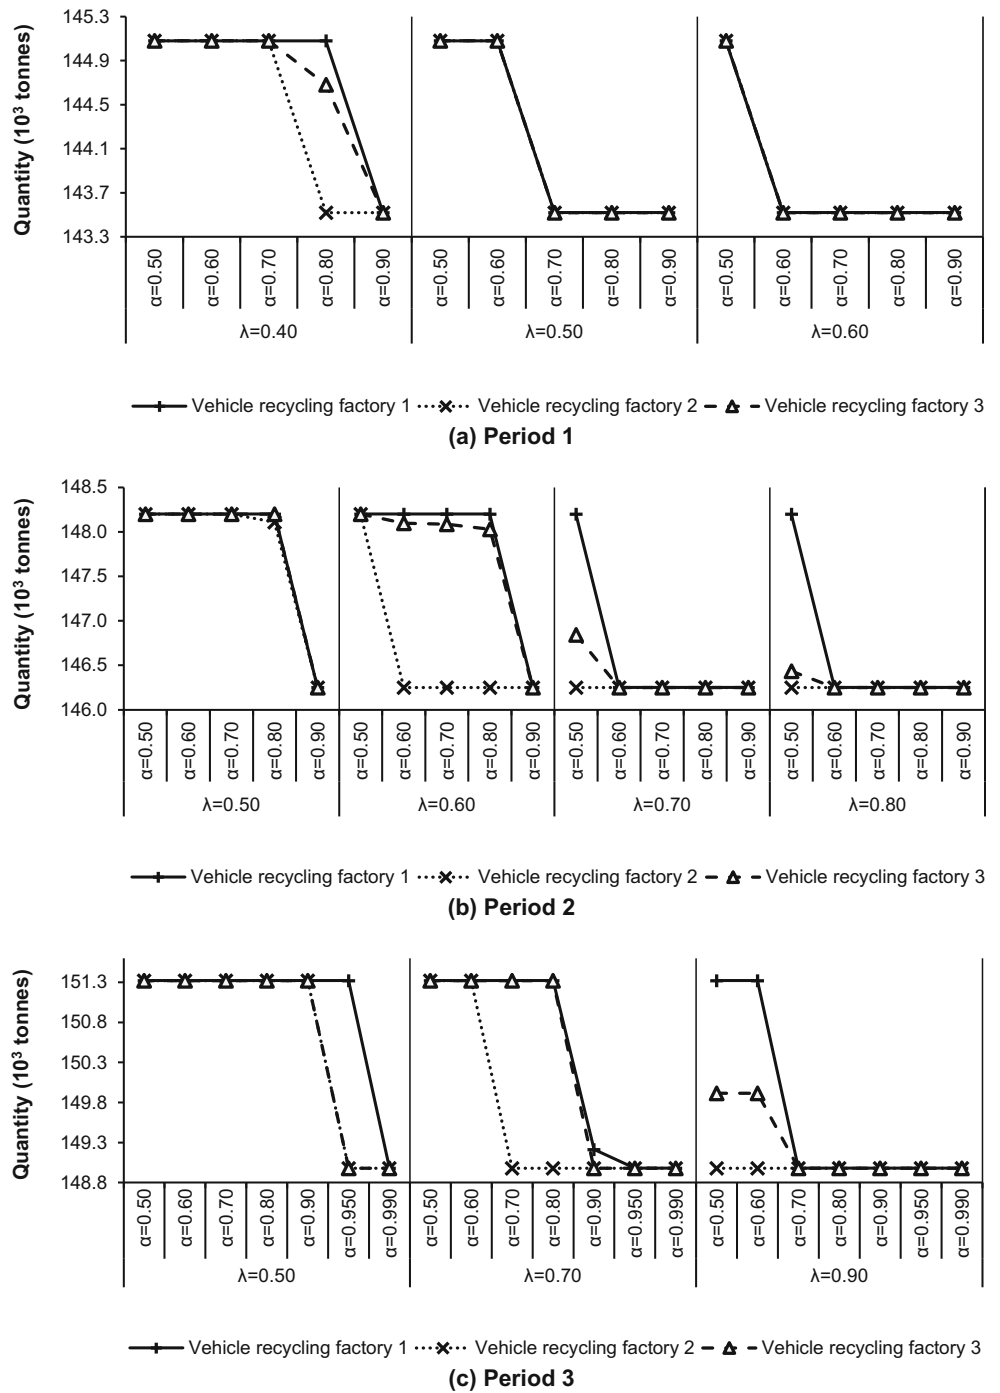 Quantity (10³ tonnes)
145.3
144.9
144.5
144.1
143.7
143.3
α=0.50 α=0.60 α=0.70 α=0.80 α=0.90 α=0.50 α=0.60 α=0.70 α=0.80 α=0.90 α=0.50 α=0.60 α=0.70 α=0.80 α=0.90
λ=0.40 λ=0.50 λ=0.60
Vehicle recycling factory 1 Vehicle recycling factory 2 Vehicle recycling factory 3
(a) Period 1
Quantity (10³ tonnes)
148.5
148.0
147.5
147.0
146.5
146.0
α=0.50 α=0.60 α=0.70 α=0.80 α=0.90 α=0.50 α=0.60 α=0.70 α=0.80 α=0.90 α=0.50 α=0.60 α=0.70 α=0.80 α=0.90 α=0.50 α=0.60 α=0.70 α=0.80 α=0.90
λ=0.50 λ=0.60 λ=0.70 λ=0.80
Vehicle recycling factory 1 Vehicle recycling factory 2 Vehicle recycling factory 3
(b) Period 2
Quantity (10³ tonnes)
151.3
150.8
150.3
149.8
149.3
148.8
α=0.50 α=0.60 α=0.70 α=0.80 α=0.90 α=0.950 α=0.990 α=0.50 α=0.60 α=0.70 α=0.80 α=0.90 α=0.950 α=0.990 α=0.50 α=0.60 α=0.70 α=0.80 α=0.90 α=0.950 α=0.990
λ=0.50 λ=0.70 λ=0.90
Vehicle recycling factory 1 Vehicle recycling factory 2 Vehicle recycling factory 3
(c) Period 3